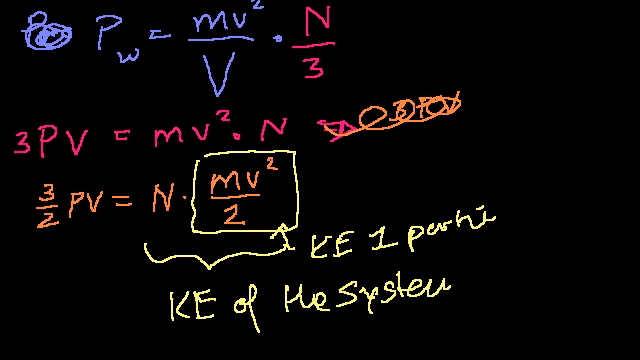 P_w = mv²/V · N/3
3PV = mv² · N
3/2 PV = N · mv²/2
KE 1 parti
KE of the system